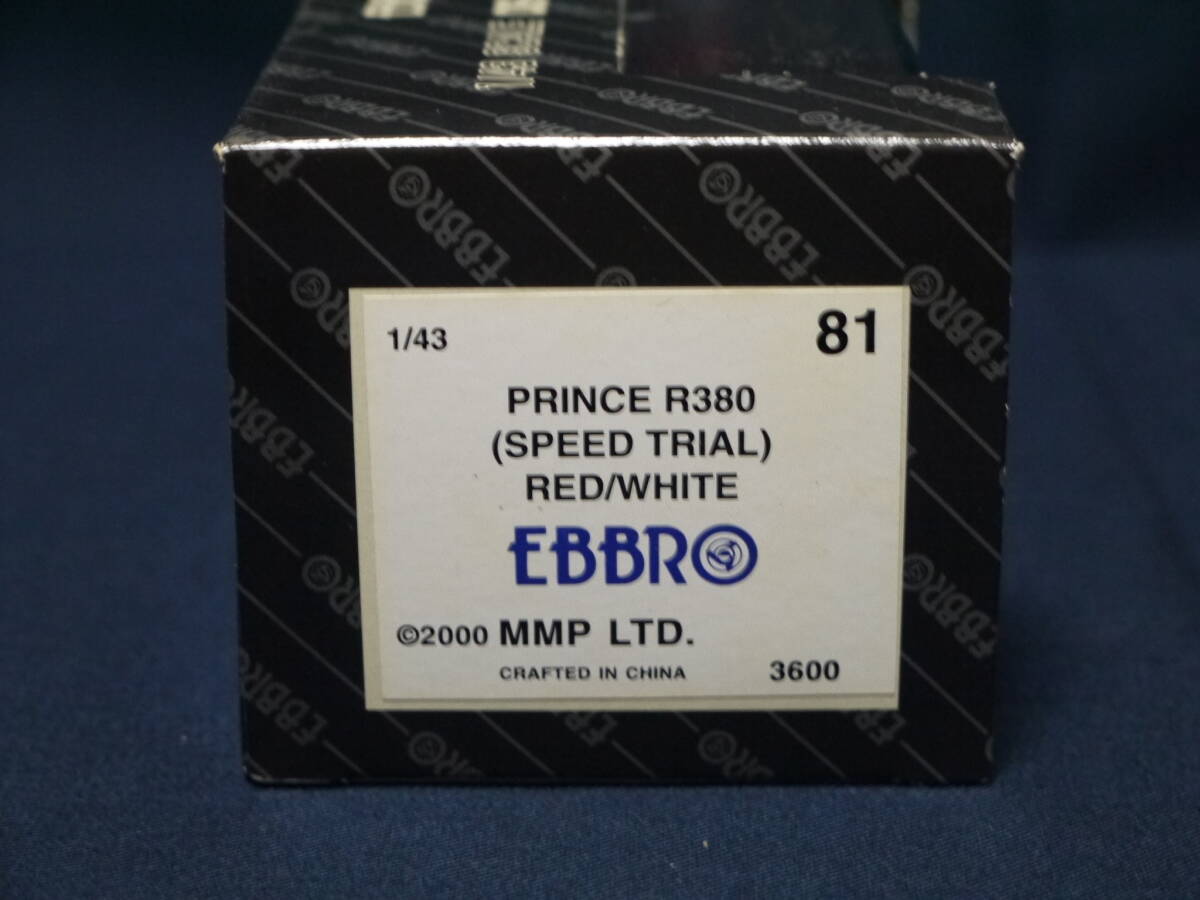 1/43 81
PRINCE R380
(SPEED TRIAL)
RED/WHITE
EBBRO
©2000 MMP LTD.
CRAFTED IN CHINA 3600